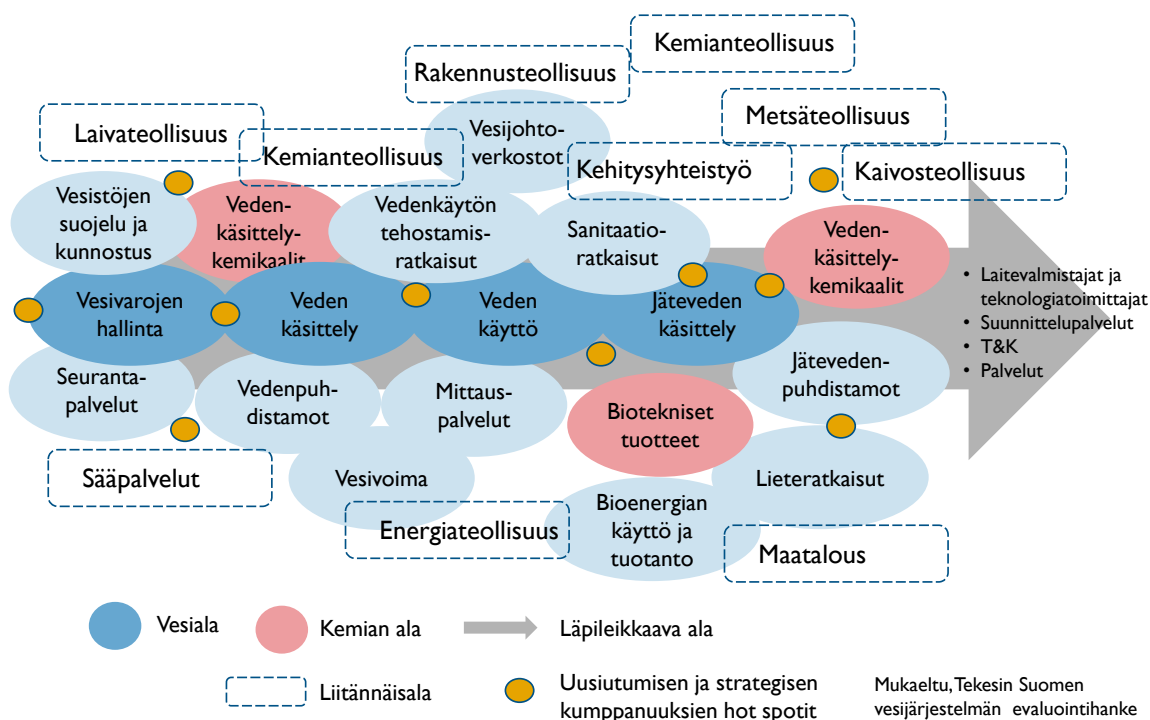 Kemianteollisuus
Rakennusteollisuus
Metsäteollisuus
Laivateollisuus
Kemianteollisuus
Vesijohto-
verkostot
Kehitysyhteistyö
Kaivosteollisuus
Vesistöjen
suojelu ja
kunnostus
Veden-
käsittely-
kemikaalit
Vedenkäytön
tehostamis-
ratkaisut
Sanitaatio-
ratkaisut
Veden-
käsittely-
kemikaalit
Vesivarojen
hallinta
Veden
käsittely
Veden
käyttö
Jäteveden
käsittely
• Laitevalmistajat ja
teknologiatoimittajat
• Suunnittelupalvelut
• T&K
• Palvelut
Seuranta-
palvelut
Vedenpuh-
distamot
Mittaus-
palvelut
Biotekniset
tuotteet
Jäteveden-
puhdistamot
Sääpalvelut
Vesivoima
Lieteratkaisut
Energiateollisuus
Bioenergian
käyttö ja
tuotanto
Maatalous
Vesiala
Kemian ala
Läpileikkaava ala
Liitännäisala
Uusiutumisen ja strategisen
kumppanuuksien hot spotit
Mukaeltu, Tekesin Suomen
vesijärjestelmän evaluointihanke